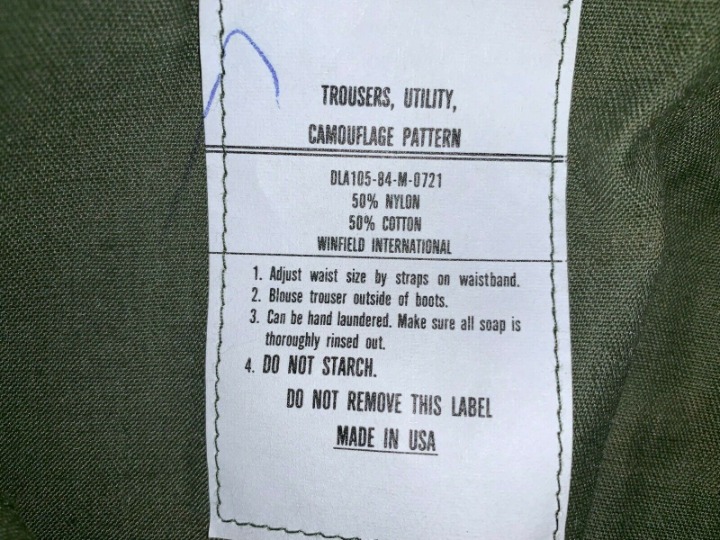 TROUSERS, UTILITY,
CAMOUFLAGE PATTERN
DLA105-84-M-0721
50% NYLON
50% COTTON
WINFIELD INTERNATIONAL
1. Adjust waist size by straps on waistband.
2. Blouse trouser outside of boots.
3. Can be hand laundered. Make sure all soap is
thoroughly rinsed out.
4. DO NOT STARCH.
DO NOT REMOVE THIS LABEL
MADE IN USA